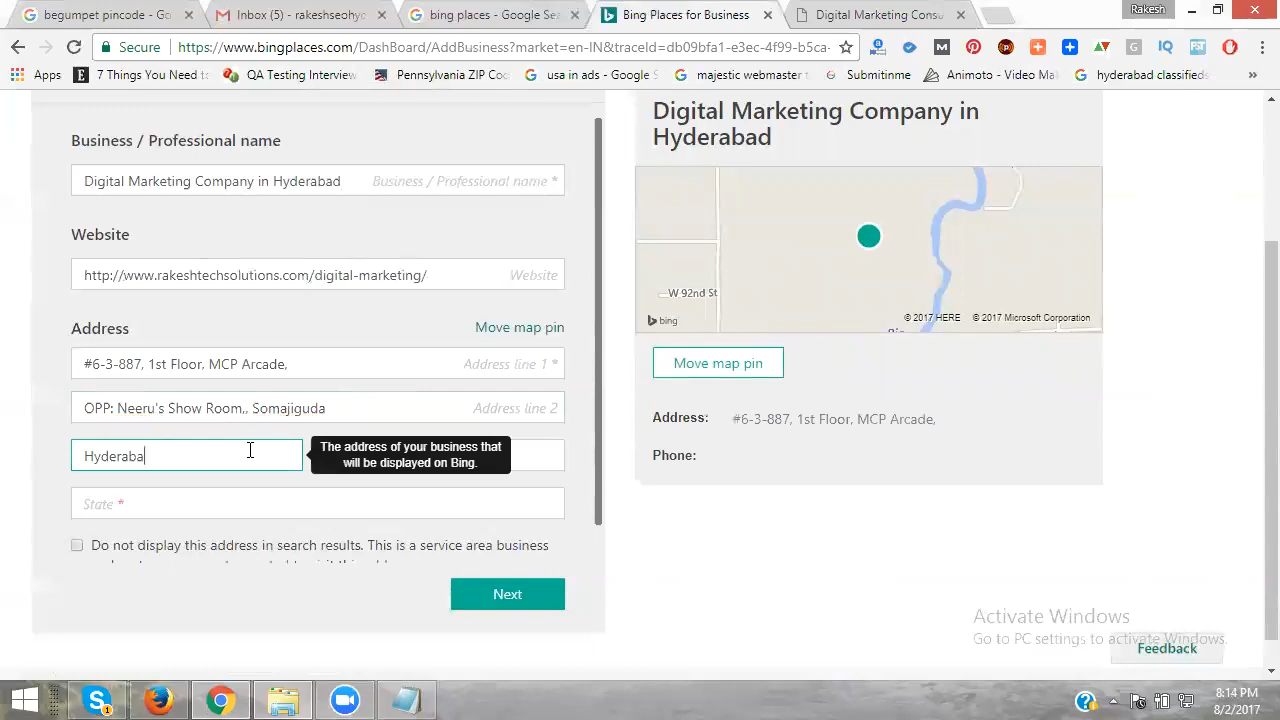 begumpet pincode - G
Inbox (5) - rakeshsofthyd
bing places - Google Se
Bing Places for Business
Digital Marketing Consu
Rakesh
Secure
https://www.bingplaces.com/DashBoard/AddBusiness?market=en-IN&traceId=db09bfa1-e3ec-4f99-b5ca-
Apps
7 Things You Need t
QA Testing Interview
Pennsylvania ZIP Co
usa in ads - Google S
majestic webmaster t
Submitinme
Animoto - Video Ma
hyderabad classifieds
»
Business / Professional name
Digital Marketing Company in Hyderabad
Business / Professional name *
Website
http://www.rakeshtechsolutions.com/digital-marketing/
Website
Address
Move map pin
#6-3-887, 1st Floor, MCP Arcade,
Address line 1 *
OPP: Neeru's Show Room,, Somajiguda
Address line 2
Hyderaba
The address of your business that
will be displayed on Bing.
State *
Do not display this address in search results. This is a service area business
Next
Digital Marketing Company in
Hyderabad
W 92nd St
bing
© 2017 HERE
© 2017 Microsoft Corporation
Move map pin
Address:
#6-3-887, 1st Floor, MCP Arcade,
Phone:
Activate Windows
Go to PC settings to activate Windows.
Feedback
8:14 PM
8/2/2017